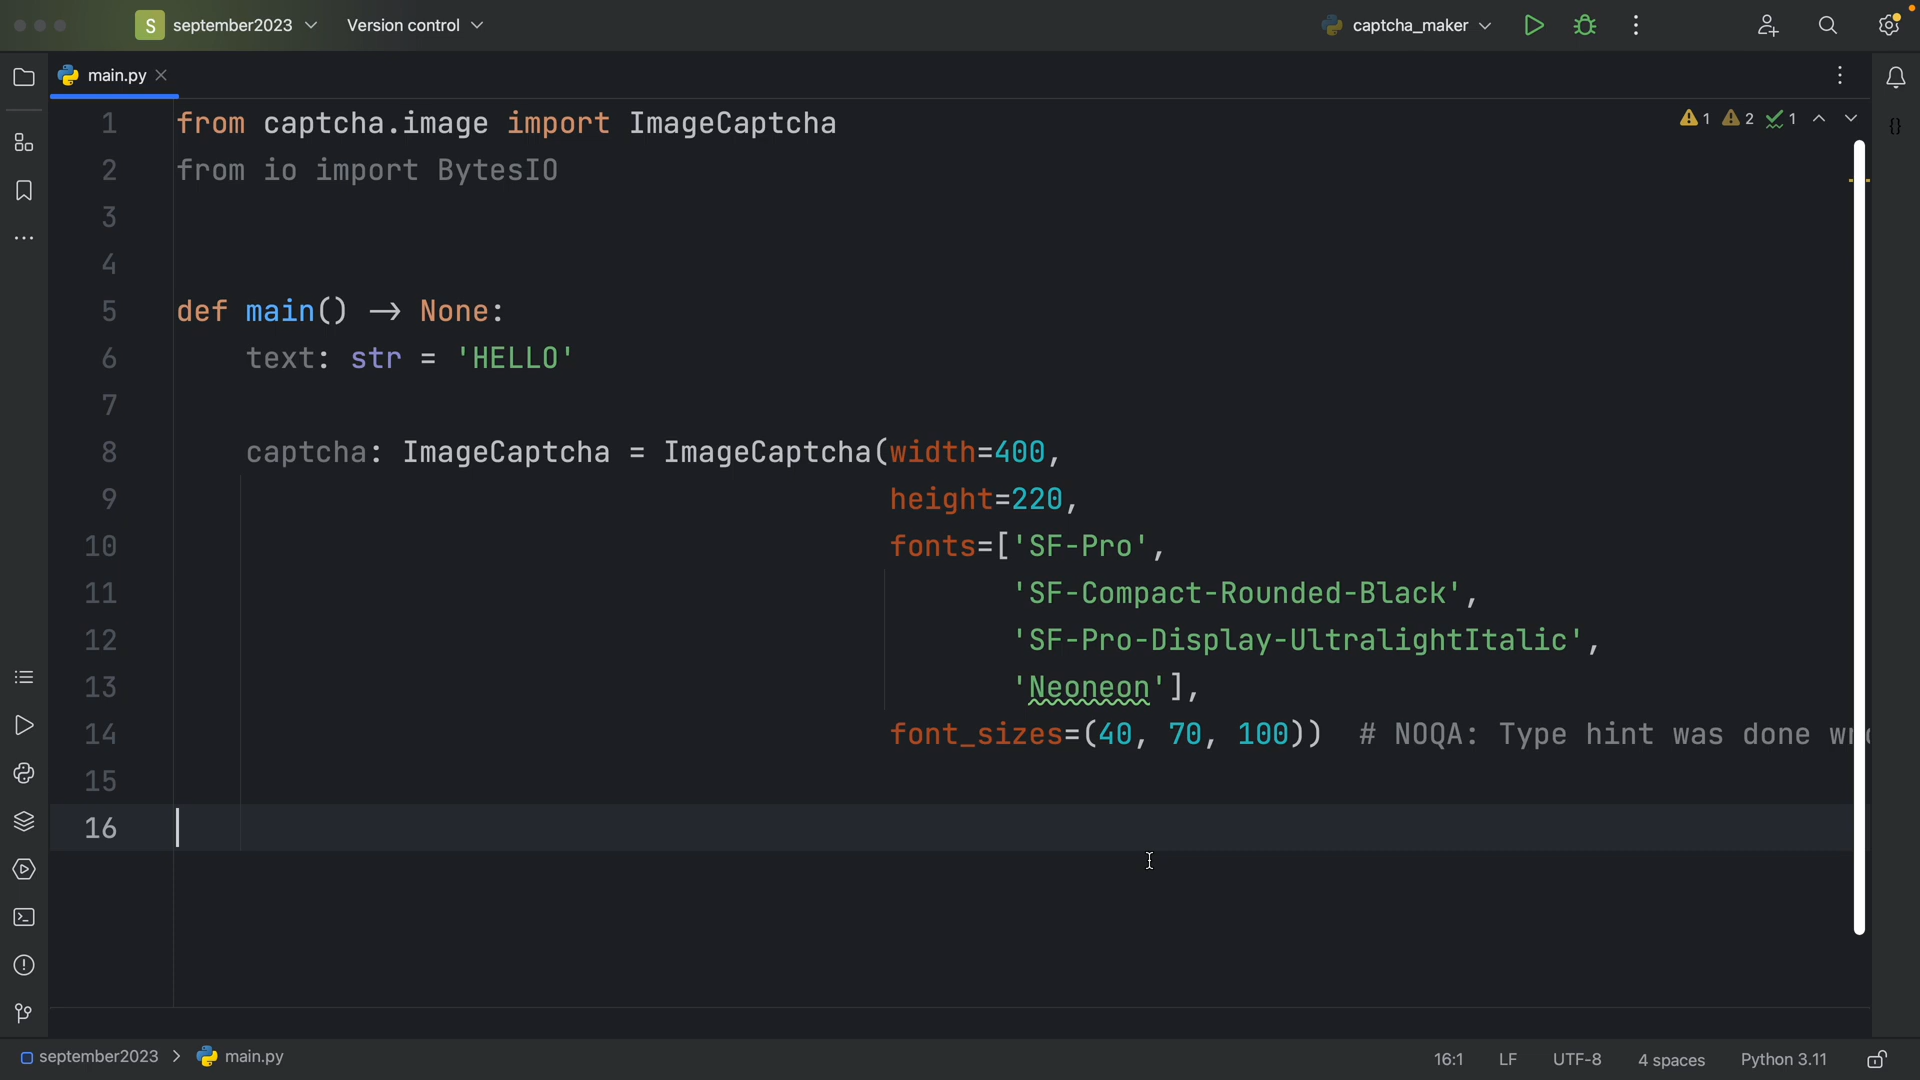 S september2023 Version control captcha_maker
main.py
1 from captcha.image import ImageCaptcha 1 2 1
2 from io import BytesIO {}
3
4
5 def main() → None:
6 text: str = 'HELLO'
7
8 captcha: ImageCaptcha = ImageCaptcha(width=400,
9 height=220,
10 fonts=['SF-Pro',
11 'SF-Compact-Rounded-Black',
12 'SF-Pro-Display-UltralightItalic',
13 'Neoneon'],
14 font_sizes=(40, 70, 100)) # NOQA: Type hint was done
15
16
september2023 > main.py 16:1 LF UTF-8 4 spaces Python 3.11